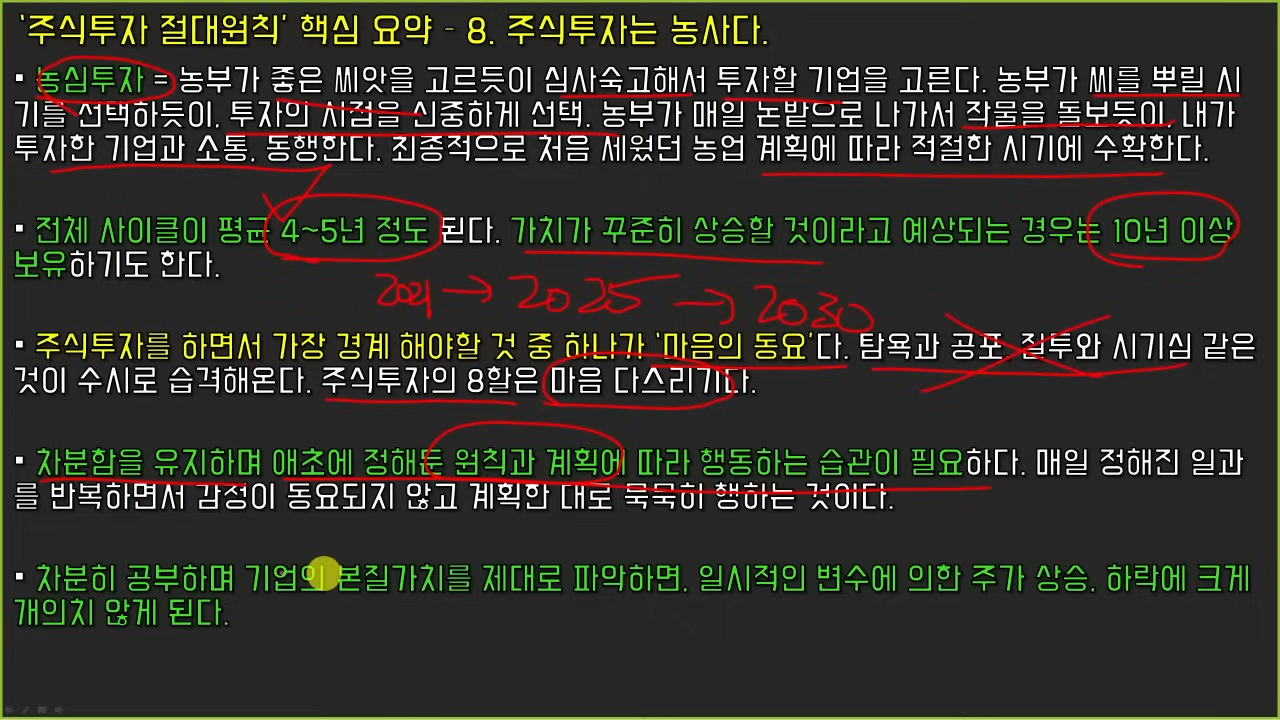 '주식투자 절대원칙' 핵심 요약 - 8. 주식투자는 농사다.
▪ 농심투자 = 농부가 좋은 씨앗을 고르듯이 심사숙고해서 투자할 기업을 고른다. 농부가 씨를 뿌릴 시
기를 선택하듯이, 투자의 시점을 신중하게 선택. 농부가 매일 논밭으로 나가서 작물을 돌보듯이, 내가
투자한 기업과 소통, 동행한다. 최종적으로 처음 세웠던 농업 계획에 따라 적절한 시기에 수확한다.
▪ 전체 사이클이 평균 4~5년 정도 된다. 가치가 꾸준히 상승할 것이라고 예상되는 경우는 10년 이상
보유하기도 한다.
2021 → 2025 → 2030
▪ 주식투자를 하면서 가장 경계 해야할 것 중 하나가 '마음의 동요'다. 탐욕과 공포, 질투와 시기심 같은
것이 수시로 습격해온다. 주식투자의 8할은 마음 다스리기다.
▪ 차분함을 유지하며 애초에 정해둔 원칙과 계획에 따라 행동하는 습관이 필요하다. 매일 정해진 일과
를 반복하면서 감정이 동요되지 않고 계획한 대로 묵묵히 행하는 것이다.
▪ 차분히 공부하며 기업의 본질가치를 제대로 파악하면, 일시적인 변수에 의한 주가 상승, 하락에 크게
개의치 않게 된다.